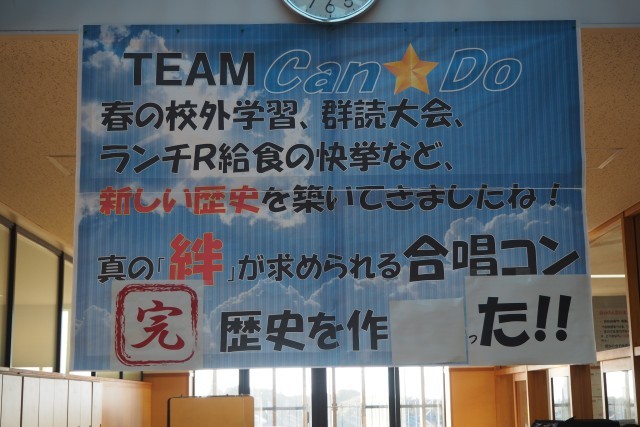 TEAM Can★Do
春の校外学習、群読大会、
ランチR給食の快挙など、
新しい歴史を築いてきましたね!
真の「絆」が求められる合唱コン
完 歴史を作った!!